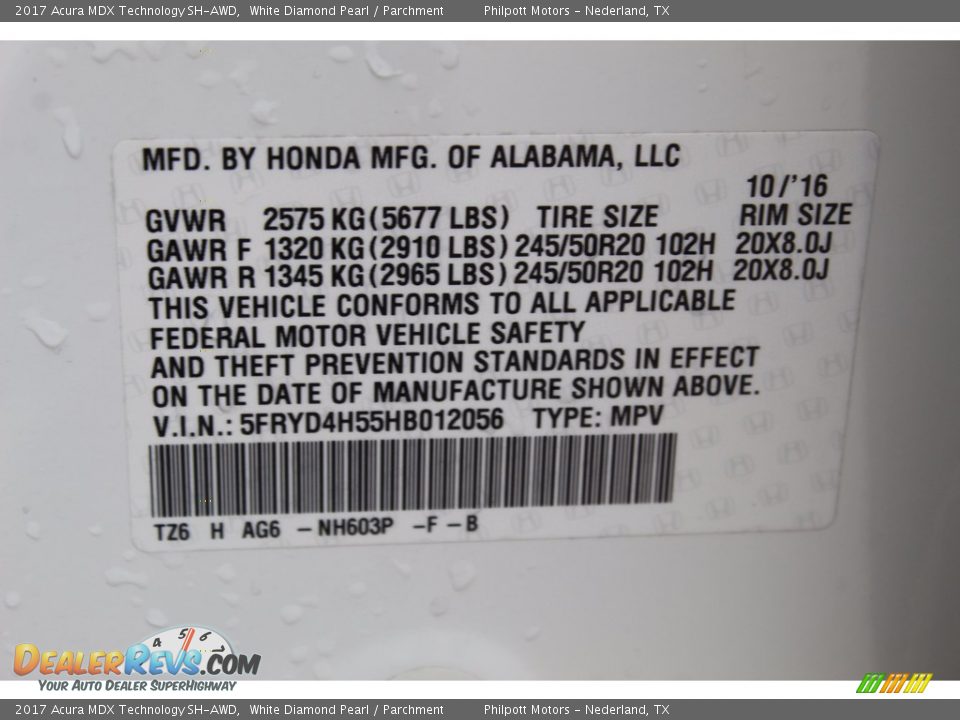 2017 Acura MDX Technology SH-AWD, White Diamond Pearl / Parchment Philpott Motors - Nederland, TX
MFD. BY HONDA MFG. OF ALABAMA, LLC
10/'16
GVWR 2575 KG(5677 LBS) TIRE SIZE RIM SIZE
GAWR F 1320 KG(2910 LBS) 245/50R20 102H 20X8.0J
GAWR R 1345 KG(2965 LBS) 245/50R20 102H 20X8.0J
THIS VEHICLE CONFORMS TO ALL APPLICABLE
FEDERAL MOTOR VEHICLE SAFETY
AND THEFT PREVENTION STANDARDS IN EFFECT
ON THE DATE OF MANUFACTURE SHOWN ABOVE.
V.I.N.: 5FRYD4H55HB012056 TYPE: MPV
TZ6 H AG6 -NH603P -F-B
4 5 6
DEALERREVS.COM
YOUR AUTO DEALER SUPERHIGHWAY
2017 Acura MDX Technology SH-AWD, White Diamond Pearl / Parchment Philpott Motors - Nederland, TX